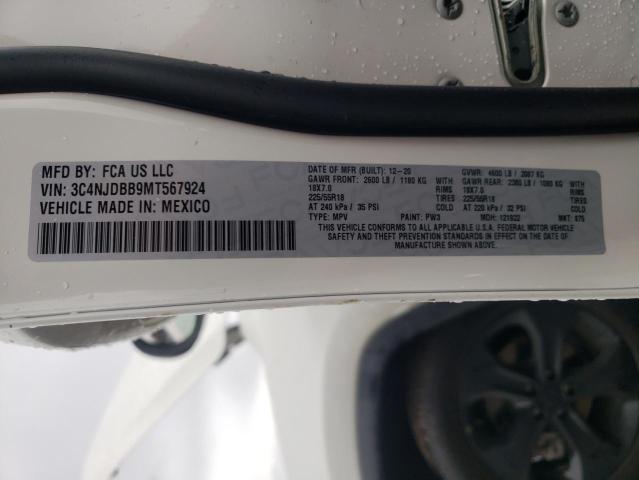 MFD BY: FCA US LLC
VIN: 3C4NJDBB9MT567924
VEHICLE MADE IN: MEXICO
DATE OF MFR (BUILT): 12-20 GVWR: 4600 LB / 2087 KG
GAWR FRONT: 2600 LB / 1180 KG WITH GAWR REAR: 2380 LB / 1080 KG WITH
18X7.0 RIMS 18X7.0 RIMS
225/55R18 TIRES 225/55R18 TIRES
AT 240 kPa / 35 PSI COLD AT 220 kPa / 32 PSI COLD
TYPE: MPV PAINT: PW3 MDH: 121922 MKT: 875
THIS VEHICLE CONFORMS TO ALL APPLICABLE U.S.A. FEDERAL MOTOR VEHICLE
SAFETY AND THEFT PREVENTION STANDARDS IN EFFECT ON THE DATE OF
MANUFACTURE SHOWN ABOVE.